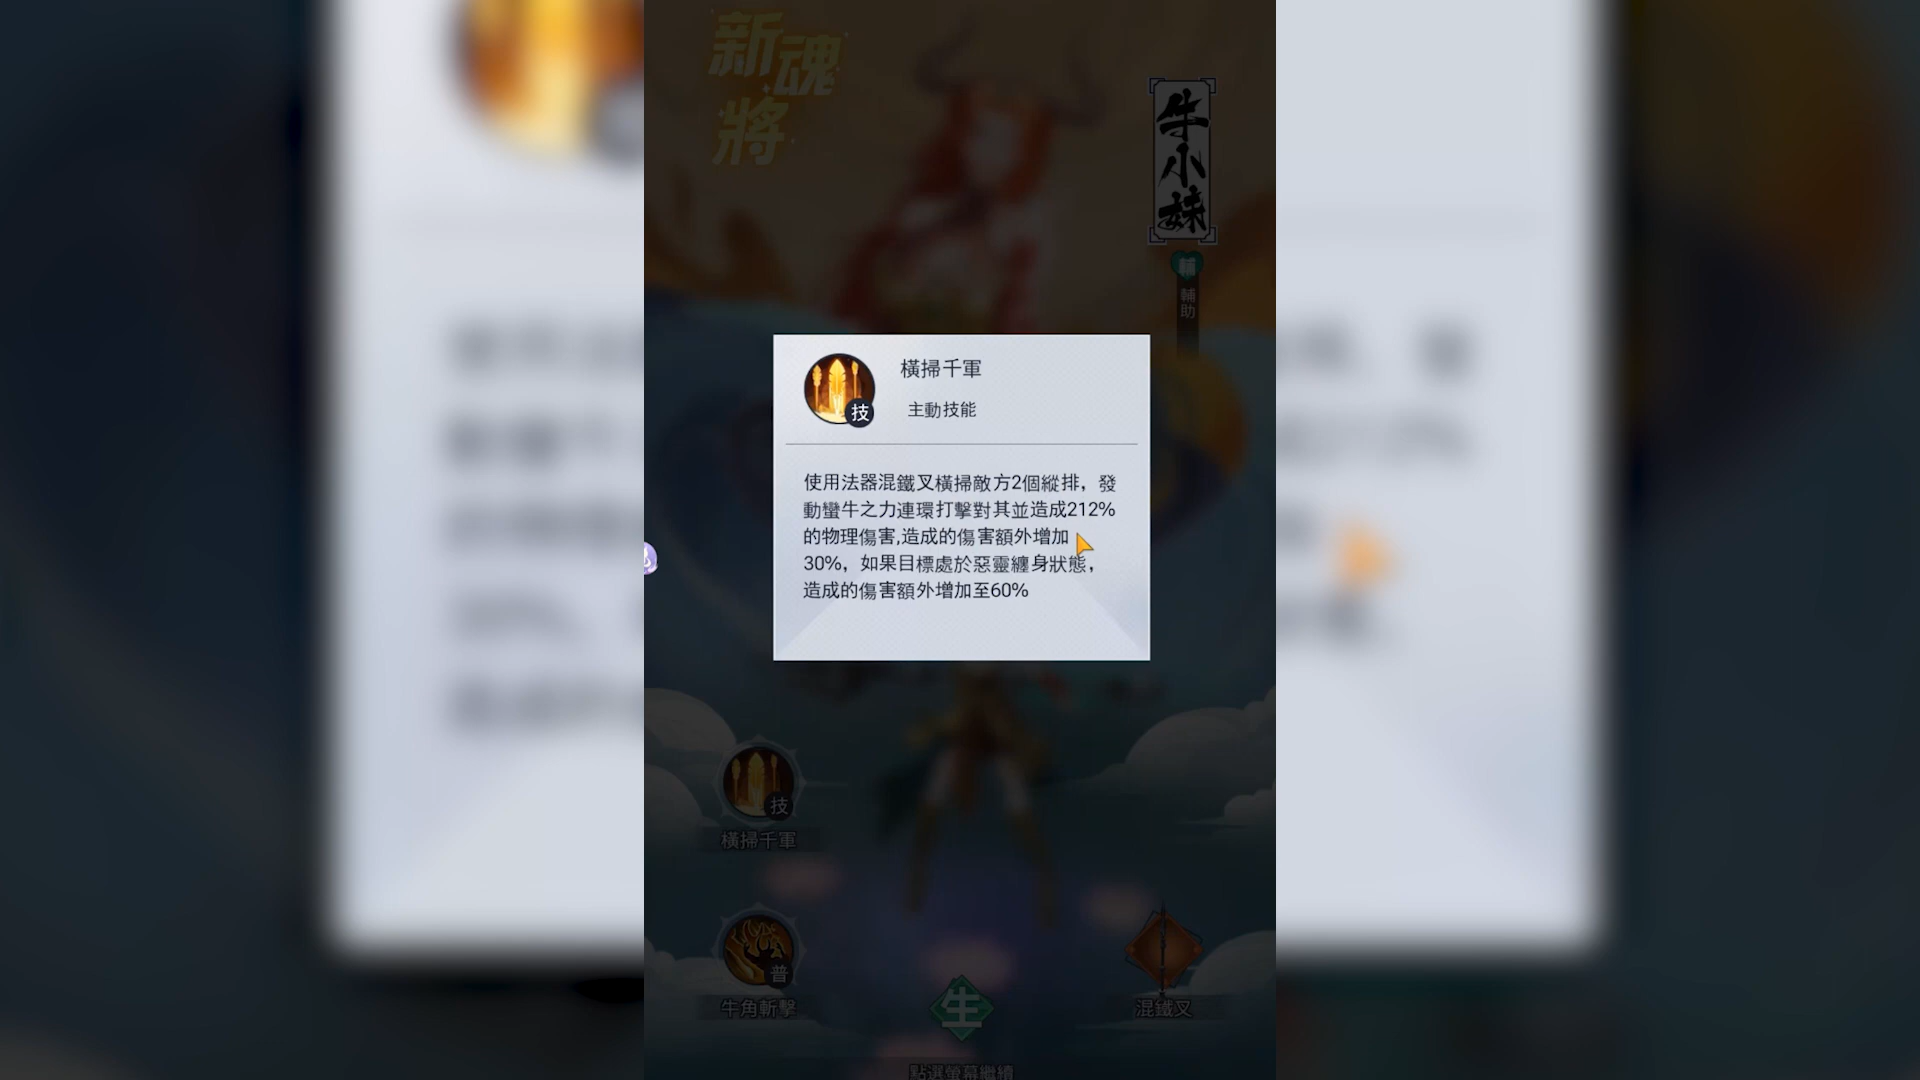 新魂將
牛小妹
輔
輔助
橫掃千軍
技
主動技能
使用法器混鐵叉橫掃敵方2個縱排，發
動蠻牛之力連環打擊對其並造成212%
的物理傷害,造成的傷害額外增加
30%，如果目標處於惡靈纏身狀態，
造成的傷害額外增加至60%
技
橫掃千軍
普
牛角斬擊
生
混鐵叉
點選螢幕繼續